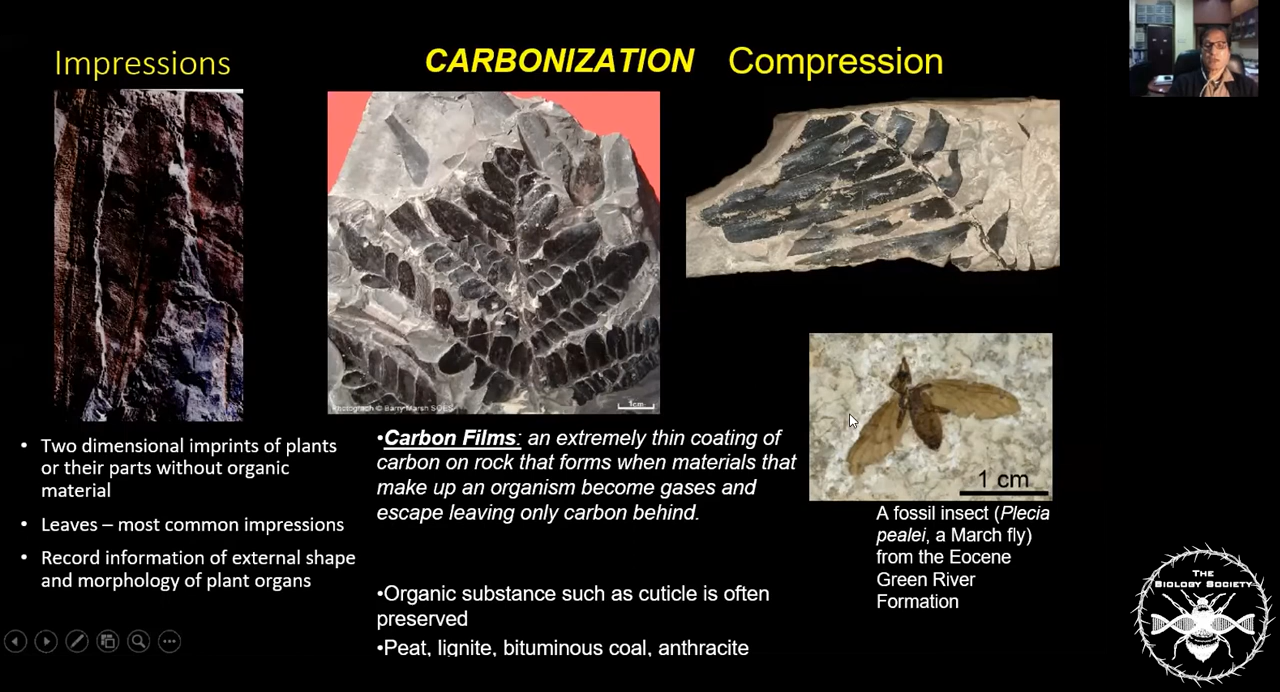 Impressions
CARBONIZATION
Compression
Photograph © Barry Marsh SOES
1cm
1 cm
• Two dimensional imprints of plants
or their parts without organic
material
• Leaves – most common impressions
• Record information of external shape
and morphology of plant organs
•Carbon Films: an extremely thin coating of
carbon on rock that forms when materials that
make up an organism become gases and
escape leaving only carbon behind.
•Organic substance such as cuticle is often
preserved
•Peat, lignite, bituminous coal, anthracite
A fossil insect (Plecia
pealei, a March fly)
from the Eocene
Green River
Formation
THE
BIOLOGY SOCIETY